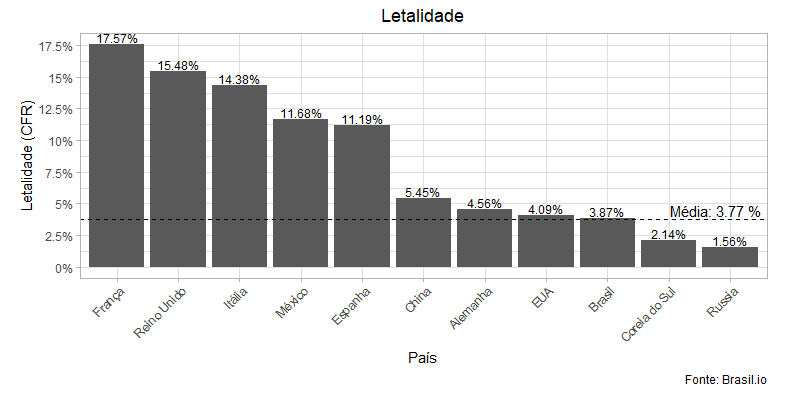 Letalidade
17.57%
15.48%
14.38%
11.68%
11.19%
5.45%
4.56%
4.09%
3.87%
2.14%
1.56%
Média: 3.77 %
17.5%
15%
12.5%
10%
7.5%
5%
2.5%
0%
Letalidade (CFR)
França
Reino Unido
Itália
México
Espanha
China
Alemanha
EUA
Brasil
Coreia do Sul
Russia
País
Fonte: Brasil.io